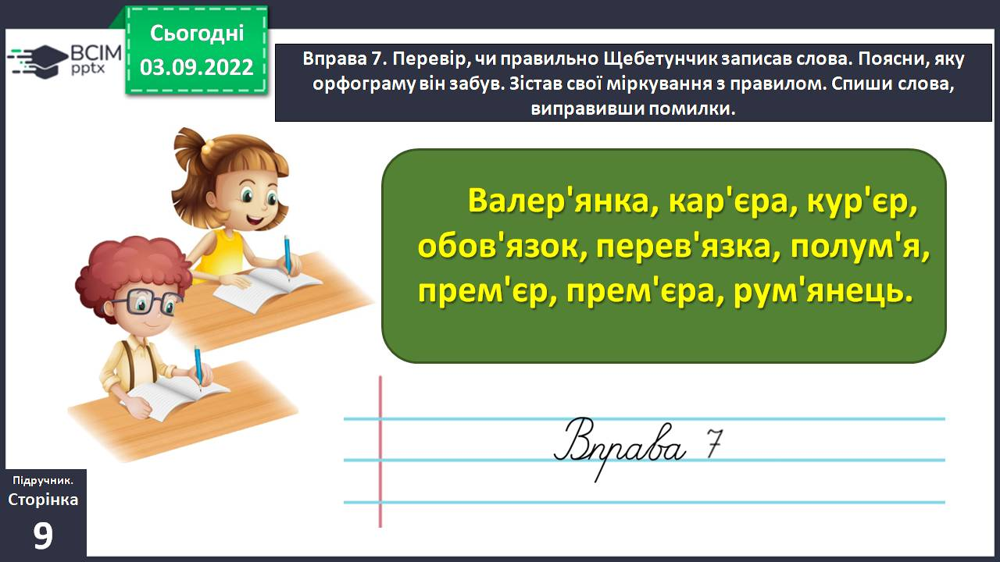 Сьогодні
03.09.2022
ВСІМ
pptx
Вправа 7. Перевір, чи правильно Щебетунчик записав слова. Поясни, яку
орфограму він забув. Зістав свої міркування з правилом. Спиши слова,
виправивши помилки.
Валер'янка, кар'єра, кур'єр,
обов'язок, перев'язка, полум'я,
прем'єр, прем'єра, рум'янець.
Вправа 7
Підручник.
Сторінка
9